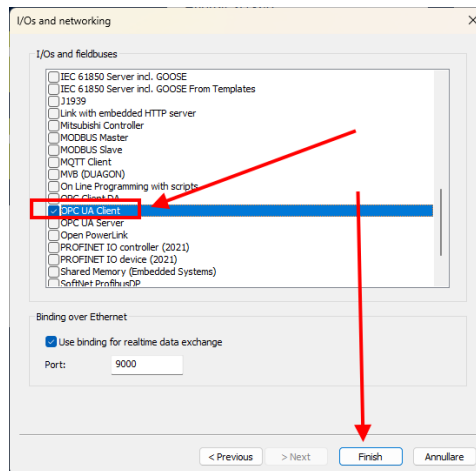 I/Os and networking
I/Os and fieldbuses
IEC 61850 Server incl. GOOSE
IEC 61850 Server incl. GOOSE From Templates
J1939
Link with embedded HTTP server
Mitsubishi Controller
MODBUS Master
MODBUS Slave
MQTT Client
MVB (DUAGON)
On Line Programming with scripts
OPC Client DA
OPC UA Client
OPC UA Server
Open PowerLink
PROFINET IO controller (2021)
PROFINET IO device (2021)
Shared Memory (Embedded Systems)
SoftNet ProfibusDP
Binding over Ethernet
Use binding for realtime data exchange
Port: 9000
< Previous > Next Finish Annullare